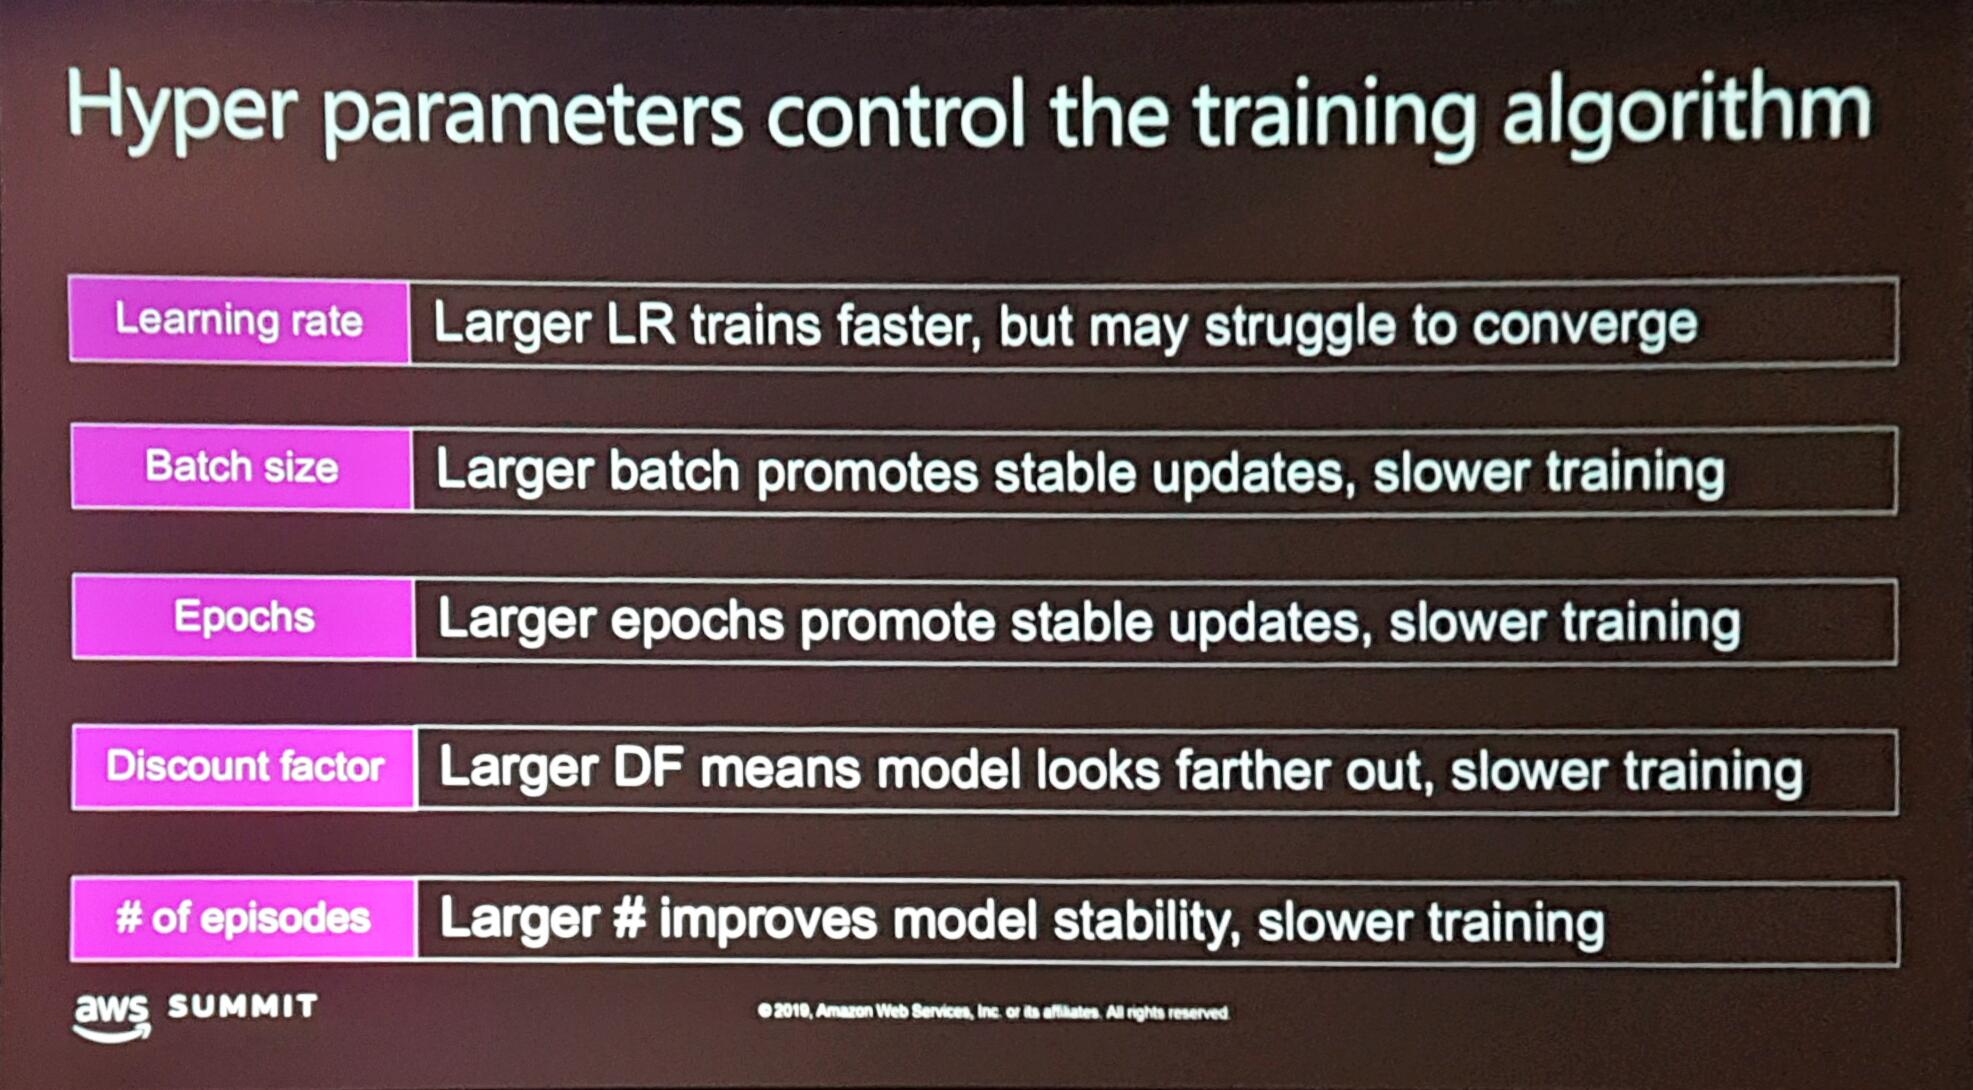 Hyper parameters control the training algorithm
Learning rate
Larger LR trains faster, but may struggle to converge
Batch size
Larger batch promotes stable updates, slower training
Epochs
Larger epochs promote stable updates, slower training
Discount factor
Larger DF means model looks farther out, slower training
# of episodes
Larger # improves model stability, slower training
aws SUMMIT
© 2019, Amazon Web Services, Inc. or its affiliates. All rights reserved.